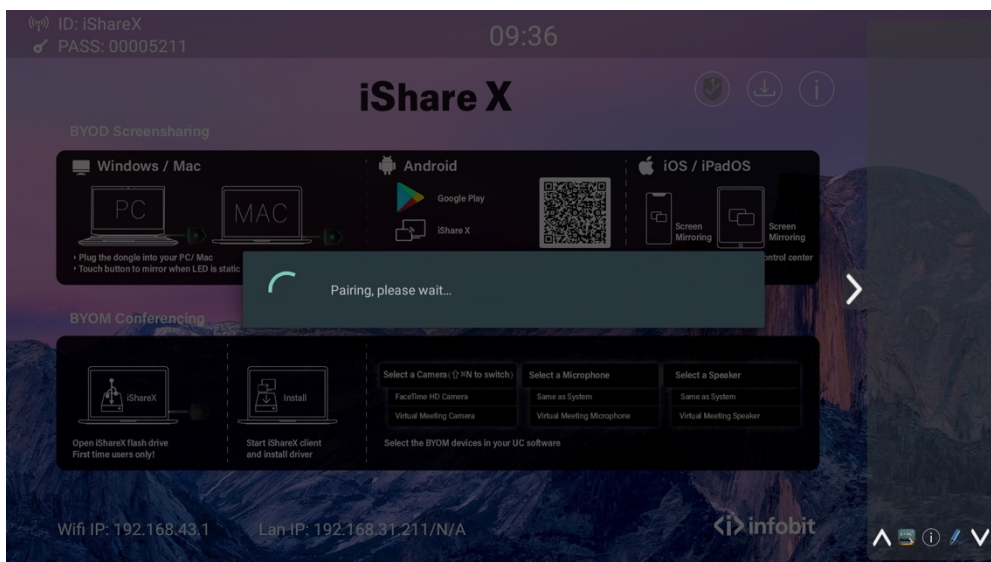 ID: iShareX
PASS: 00005211
09:36
iShare X
BYOD Screensharing
Windows / Mac
PC
MAC
• Plug the dongle into your PC/ Mac
• Touch button to mirror when LED is static
Android
Google Play
iShare X
iOS / iPadOS
Screen
Mirroring
Screen
Mirroring
control center
Pairing, please wait...
BYOM Conferencing
iShareX
Open iShareX flash drive
First time users only!
Install
Start iShareX client
and install driver
Select a Camera(⇧⌘N to switch)
FaceTime HD Camera
Virtual Meeting Camera
Select a Microphone
Same as System
Virtual Meeting Microphone
Select a Speaker
Same as System
Virtual Meeting Speaker
Select the BYOM devices in your UC software
Wifi IP: 192.168.43.1
Lan IP: 192.168.31.211/N/A
<i> infobit